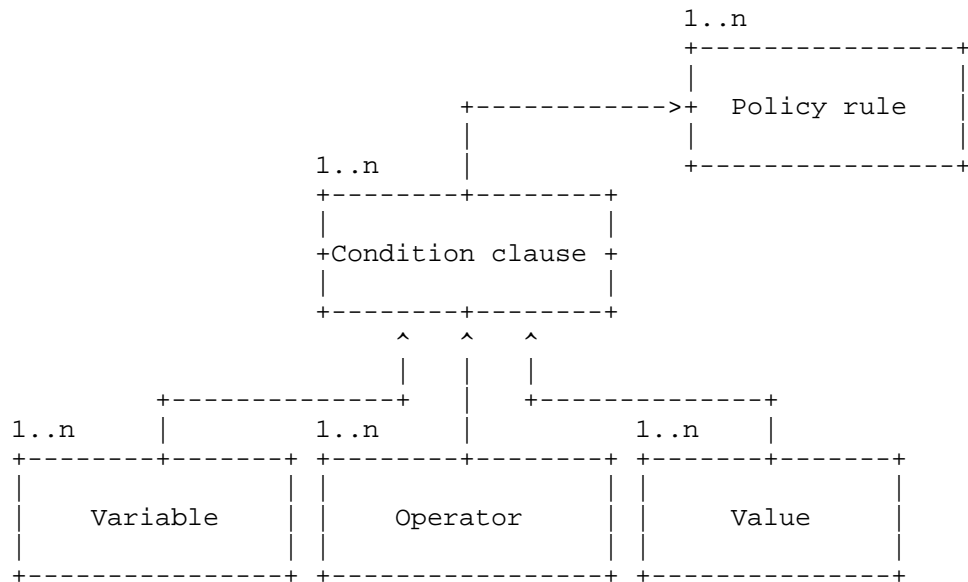 1..n
Policy rule
1..n
Condition clause
1..n 1..n 1..n
Variable Operator Value